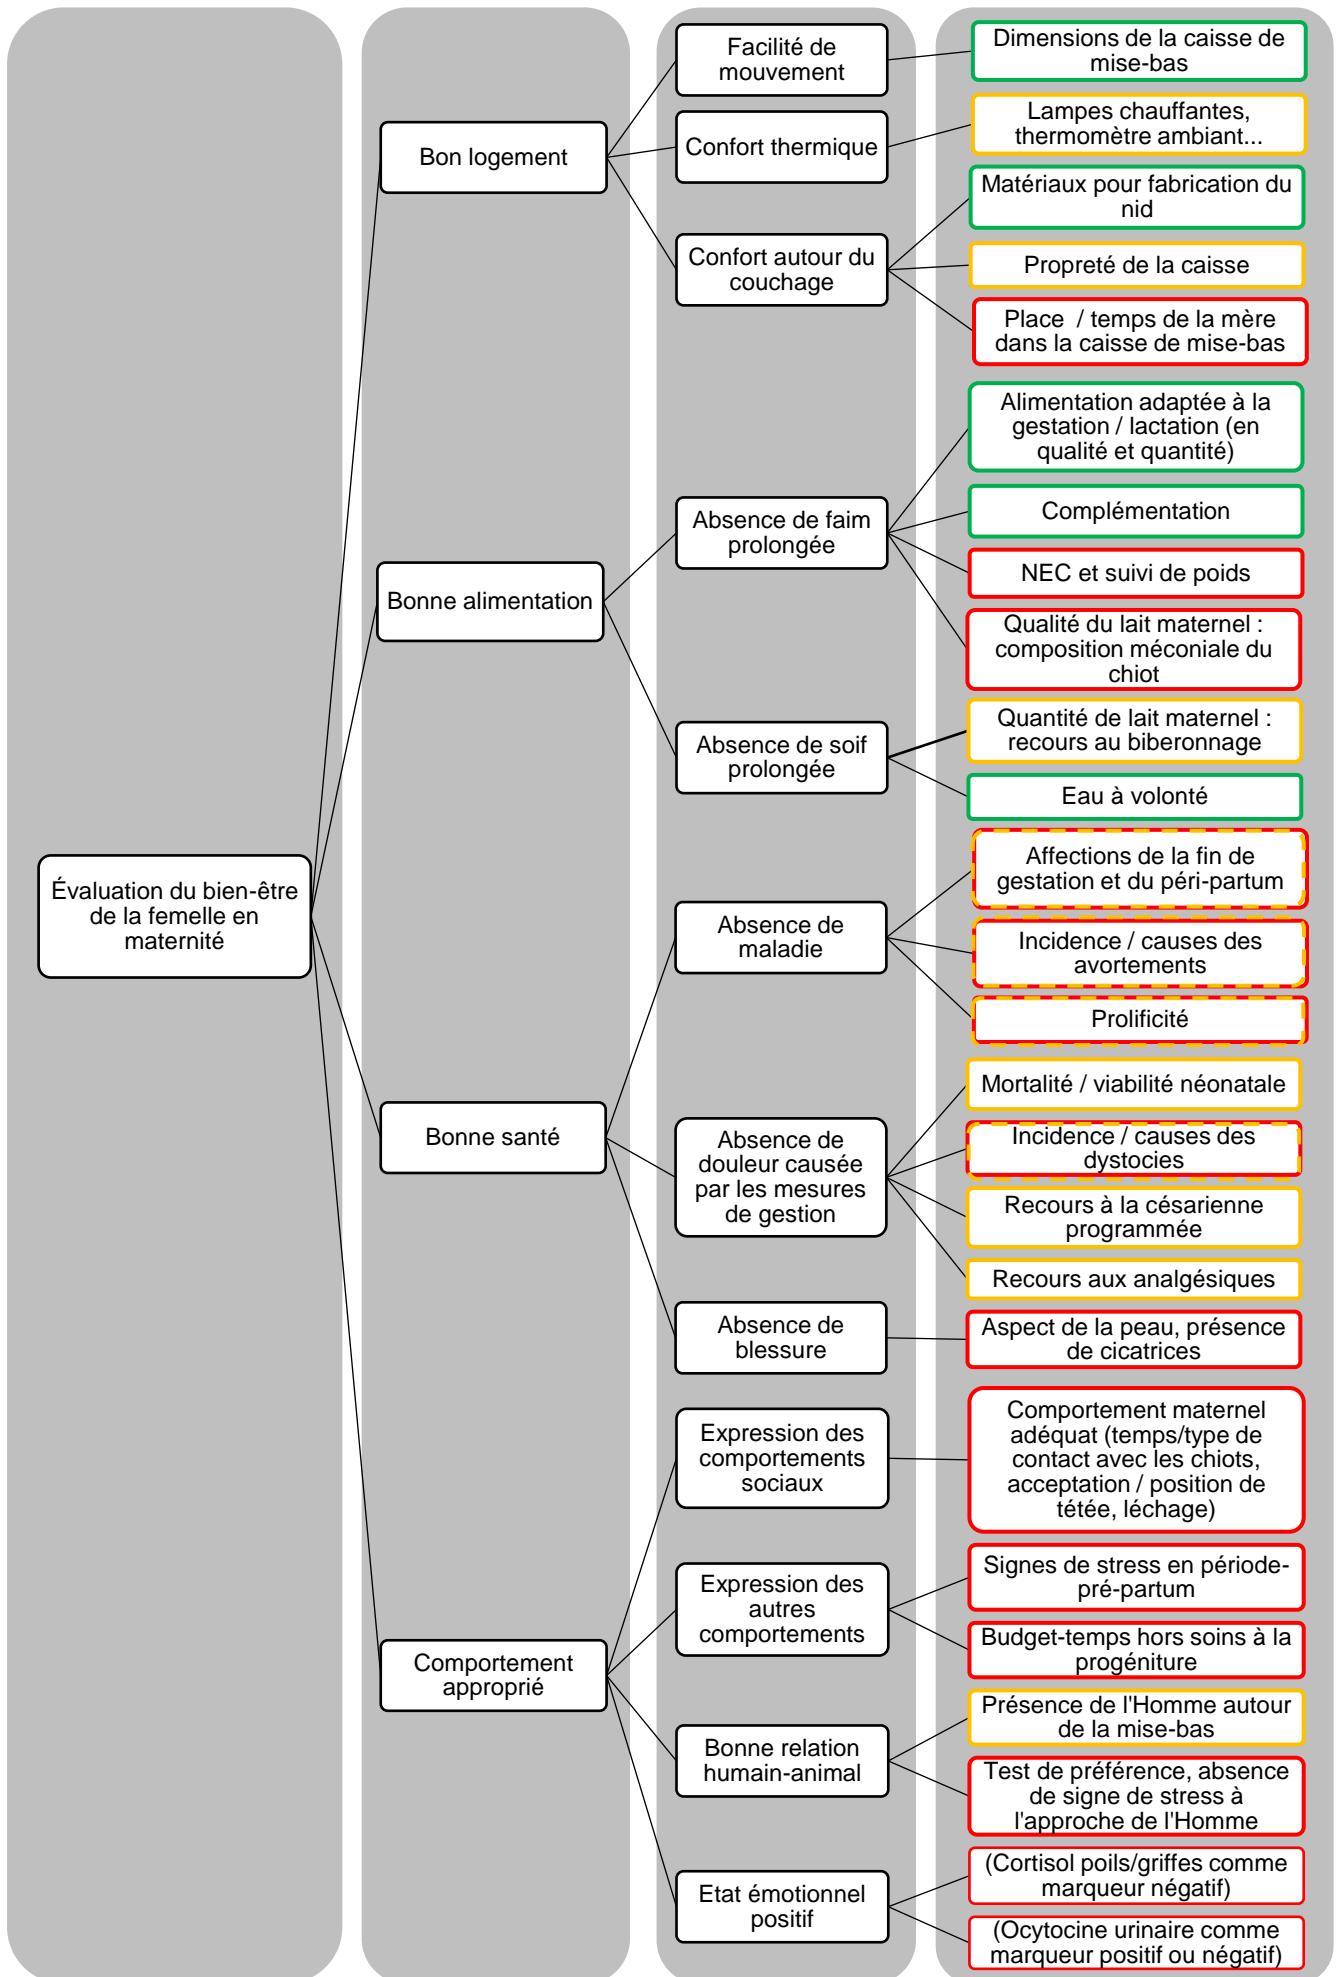 Évaluation du bien-être
de la femelle en
maternité
Bon logement
Facilité de
mouvement
Dimensions de la caisse de
mise-bas
Confort thermique
Lampes chauffantes,
thermomètre ambiant...
Confort autour du
couchage
Matériaux pour fabrication du
nid
Propreté de la caisse
Place / temps de la mère
dans la caisse de mise-bas
Bonne alimentation
Absence de faim
prolongée
Alimentation adaptée à la
gestation / lactation (en
qualité et quantité)
Complémentation
NEC et suivi de poids
Qualité du lait maternel :
composition méconiale du
chiot
Absence de soif
prolongée
Quantité de lait maternel :
recours au biberonnage
Eau à volonté
Bonne santé
Absence de
maladie
Affections de la fin de
gestation et du péri-partum
Incidence / causes des
avortements
Prolificité
Absence de
douleur causée
par les mesures
de gestion
Mortalité / viabilité néonatale
Incidence / causes des
dystocies
Recours à la césarienne
programmée
Recours aux analgésiques
Absence de
blessure
Aspect de la peau, présence
de cicatrices
Comportement
approprié
Expression des
comportements
sociaux
Comportement maternel
adéquat (temps/type de
contact avec les chiots,
acceptation / position de
tétée, léchage)
Expression des
autres
comportements
Signes de stress en période-
pré-partum
Budget-temps hors soins à la
progéniture
Bonne relation
humain-animal
Présence de l'Homme autour
de la mise-bas
Test de préférence, absence
de signe de stress à
l'approche de l'Homme
Etat émotionnel
positif
(Cortisol poils/griffes comme
marqueur négatif)
(Ocytocine urinaire comme
marqueur positif ou négatif)